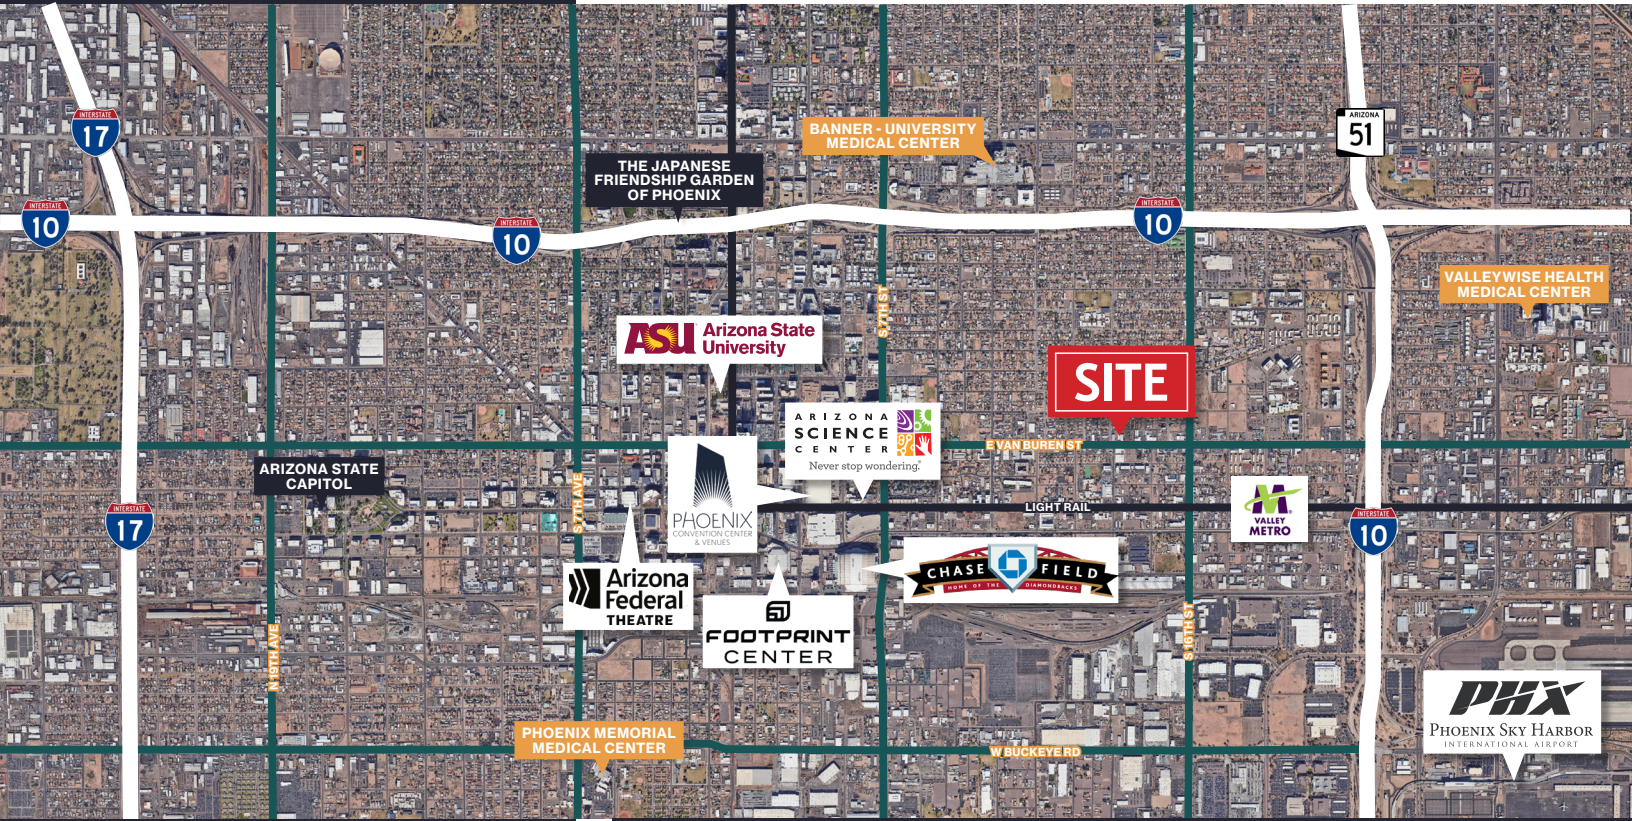 INTERSTATE
17
ARIZONA
51
BANNER - UNIVERSITY
MEDICAL CENTER
THE JAPANESE
FRIENDSHIP GARDEN
OF PHOENIX
INTERSTATE
10
INTERSTATE
10
INTERSTATE
10
VALLEYWISE HEALTH
MEDICAL CENTER
S 7TH ST
ASU Arizona State
University
SITE
ARIZONA
SCIENCE
CENTER
Never stop wondering.®
E VAN BUREN ST
ARIZONA STATE
CAPITOL
PHOENIX
CONVENTION CENTER
& VENUES
S 7TH AVE
LIGHT RAIL
VALLEY
METRO
INTERSTATE
17
INTERSTATE
10
Arizona
Federal
THEATRE
CHASE FIELD
HOME OF THE DIAMONDBACKS
FOOTPRINT
CENTER
N 19TH AVE
S 16TH ST
PHX
PHOENIX SKY HARBOR
INTERNATIONAL AIRPORT
PHOENIX MEMORIAL
MEDICAL CENTER
W BUCKEYE RD